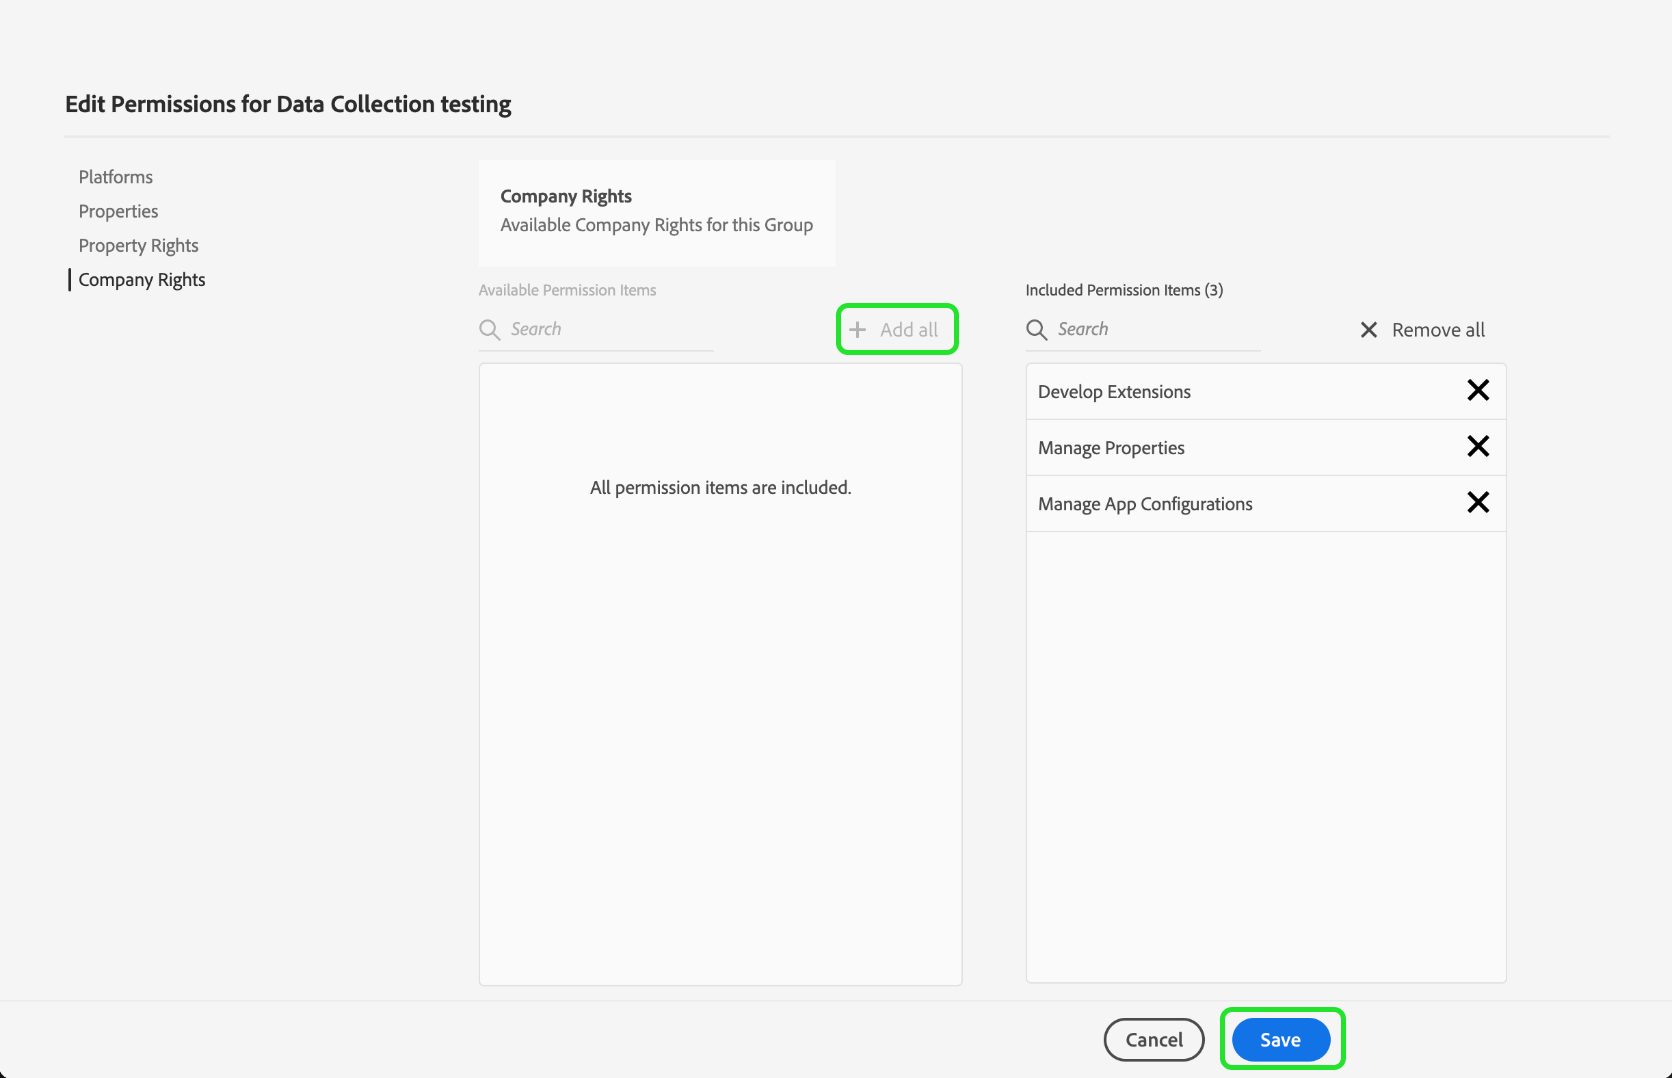 Edit Permissions for Data Collection testing
Platforms
Properties
Property Rights
Company Rights
Company Rights
Available Company Rights for this Group
Available Permission Items
Search
Add all
All permission items are included.
Included Permission Items (3)
Search
Remove all
Develop Extensions
Manage Properties
Manage App Configurations
Cancel
Save